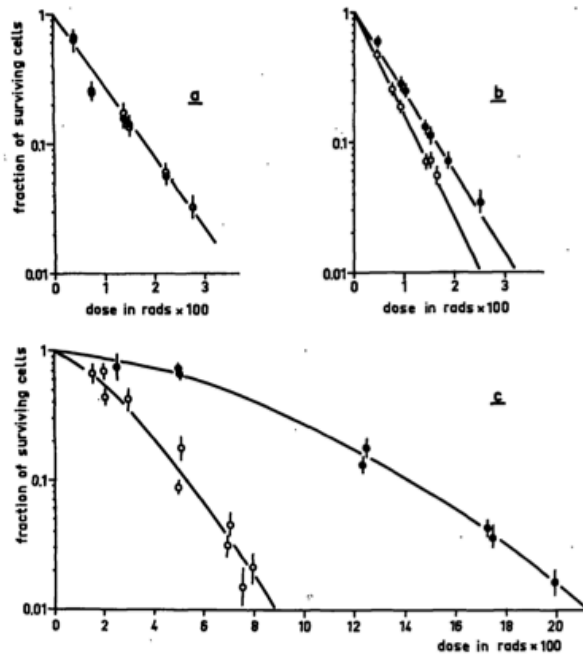 1
fraction of surviving cells
0.1
0.01
a
0 1 2 3
dose in rads × 100
1
b
0.1
0.01
0 1 2 3
dose in rads × 100
1
fraction of surviving cells
c
0.1
0.01
0 2 4 6 8 10 12 14 16 18 20
dose in rads × 100